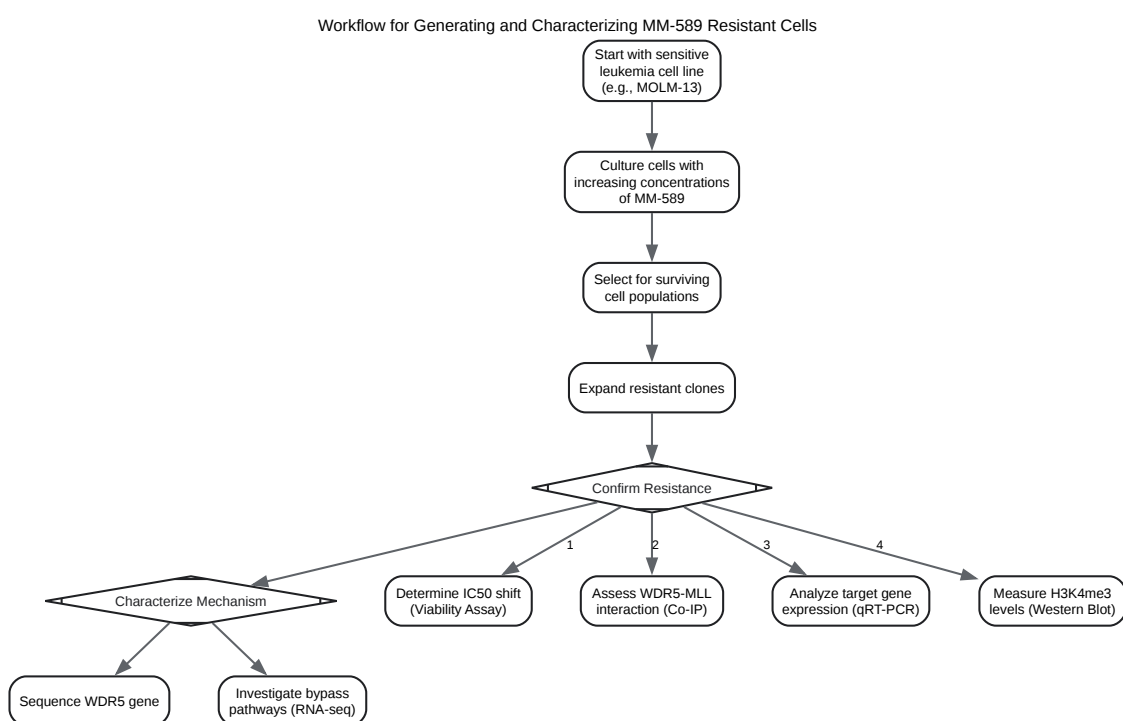 Workflow for Generating and Characterizing MM-589 Resistant Cells
Start with sensitive
leukemia cell line
(e.g., MOLM-13)
Culture cells with
increasing concentrations
of MM-589
Select for surviving
cell populations
Expand resistant clones
Confirm Resistance
1
2
3
4
Characterize Mechanism
Determine IC50 shift
(Viability Assay)
Assess WDR5-MLL
interaction (Co-IP)
Analyze target gene
expression (qRT-PCR)
Measure H3K4me3
levels (Western Blot)
Sequence WDR5 gene
Investigate bypass
pathways (RNA-seq)